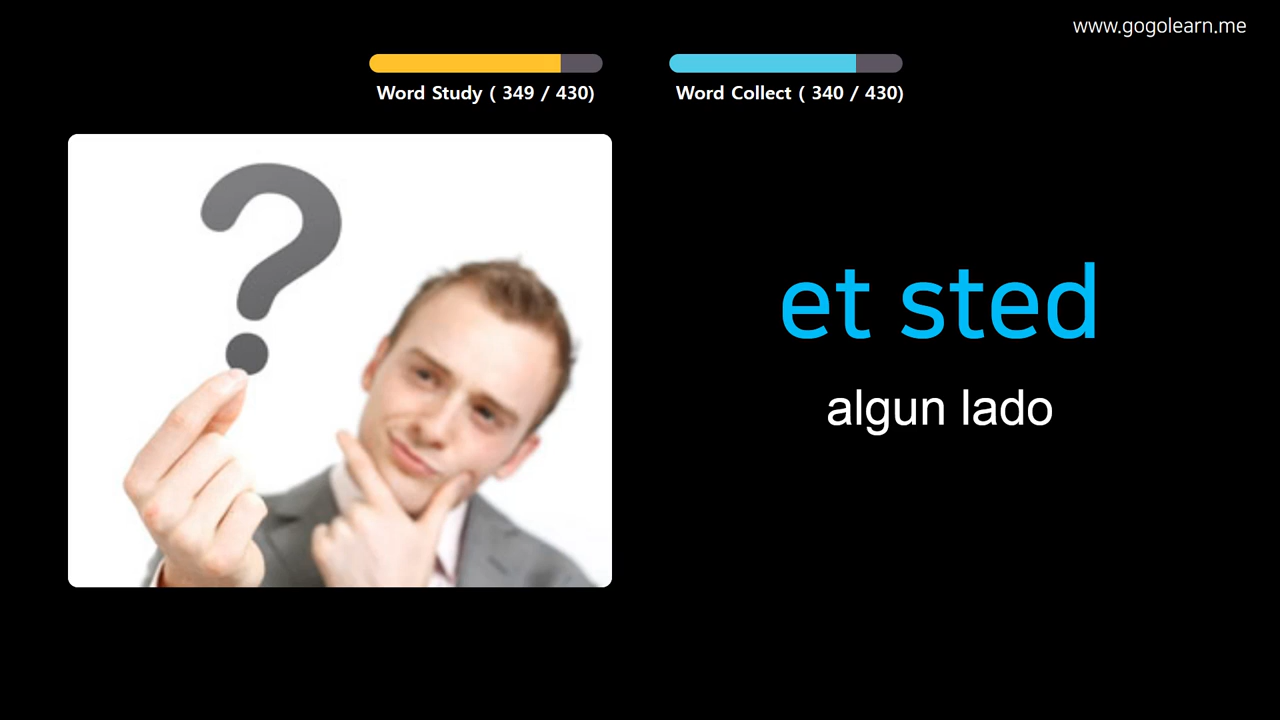 www.gogolearn.me
Word Study ( 349 / 430)
Word Collect ( 340 / 430)
?
et sted
algun lado